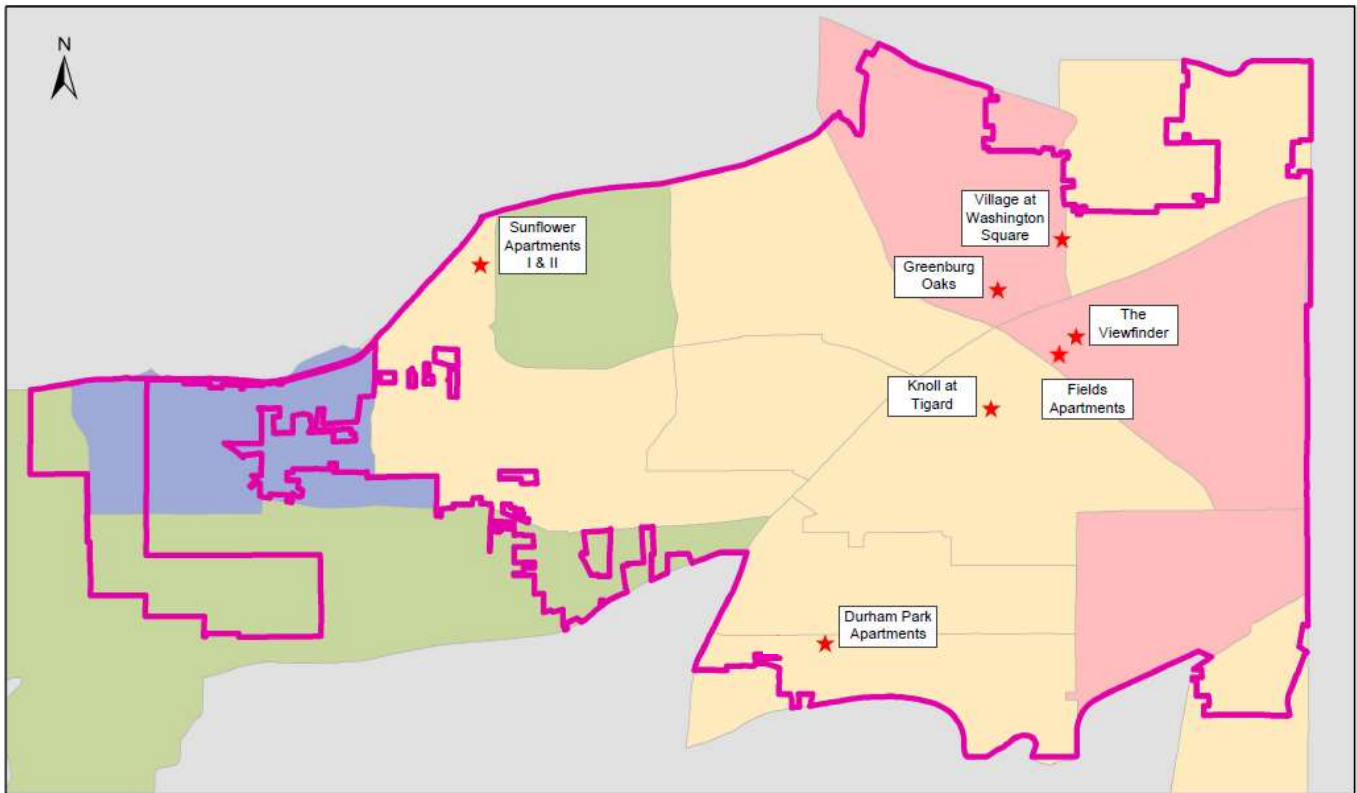 N
Village at
Washington
Square
Sunflower
Apartments
I & II
Greenburg
Oaks
The
Viewfinder
Knoll at
Tigard
Fields
Apartments
Durham Park
Apartments